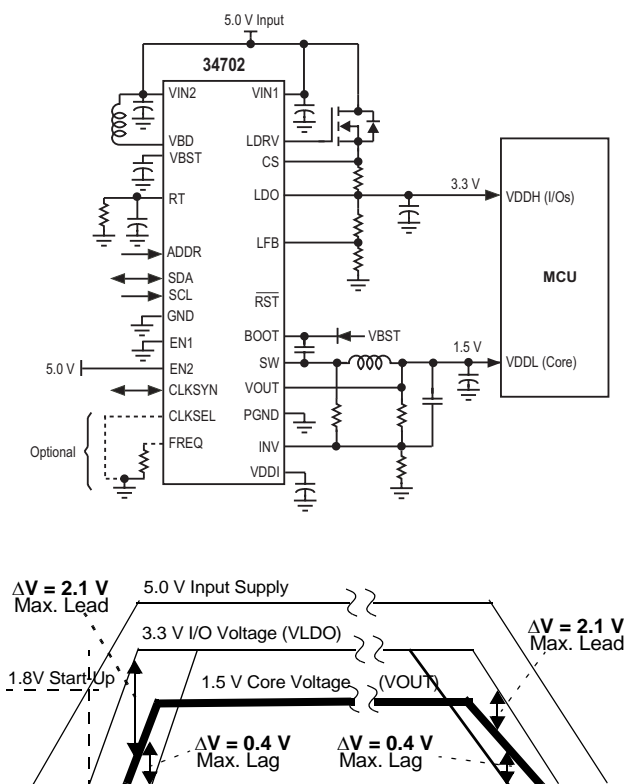 5.0 V Input
34702
VIN2
VIN1
VBD
LDRV
VBST
CS
RT
LDO
3.3 V
VDDH (I/Os)
ADDR
LFB
MCU
SDA
SCL
RST
GND
BOOT
VBST
EN1
SW
1.5 V
VDDL (Core)
5.0 V
EN2
VOUT
CLKSYN
CLKSEL
PGND
Optional
FREQ
INV
VDDI
ΔV = 2.1 V
Max. Lead
5.0 V Input Supply
ΔV = 2.1 V
Max. Lead
3.3 V I/O Voltage (VLDO)
1.8V Start-Up
1.5 V Core Voltage (VOUT)
ΔV = 0.4 V
Max. Lag
ΔV = 0.4 V
Max. Lag